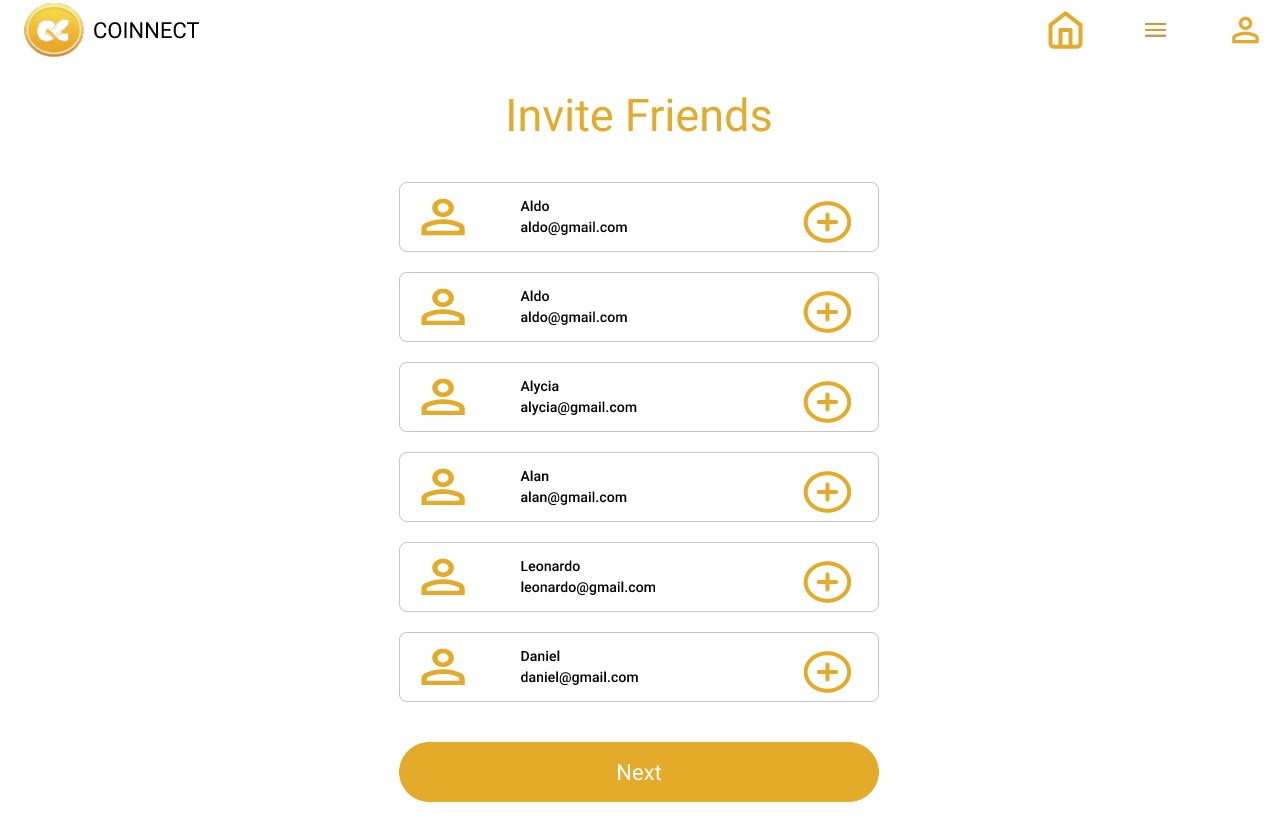 COINNECT
Invite Friends
Aldo
aldo@gmail.com
Aldo
aldo@gmail.com
Alycia
alycia@gmail.com
Alan
alan@gmail.com
Leonardo
leonardo@gmail.com
Daniel
daniel@gmail.com
Next